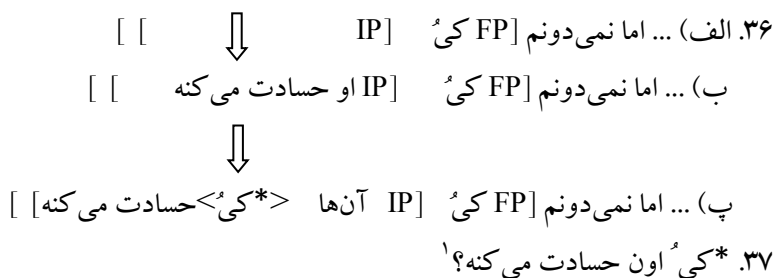 ۳۶. الف) ... اما نمی‌دونم [FP کیُ [IP ] ]
ب) ... اما نمی‌دونم [FP کیُ [IP او حسادت می‌کنه ] ]
پ) ... اما نمی‌دونم [FP کیُ [IP آن‌ها <*کیُ>حسادت می‌کنه] ]
۳۷. *کیُ اون حسادت می‌کنه؟۱